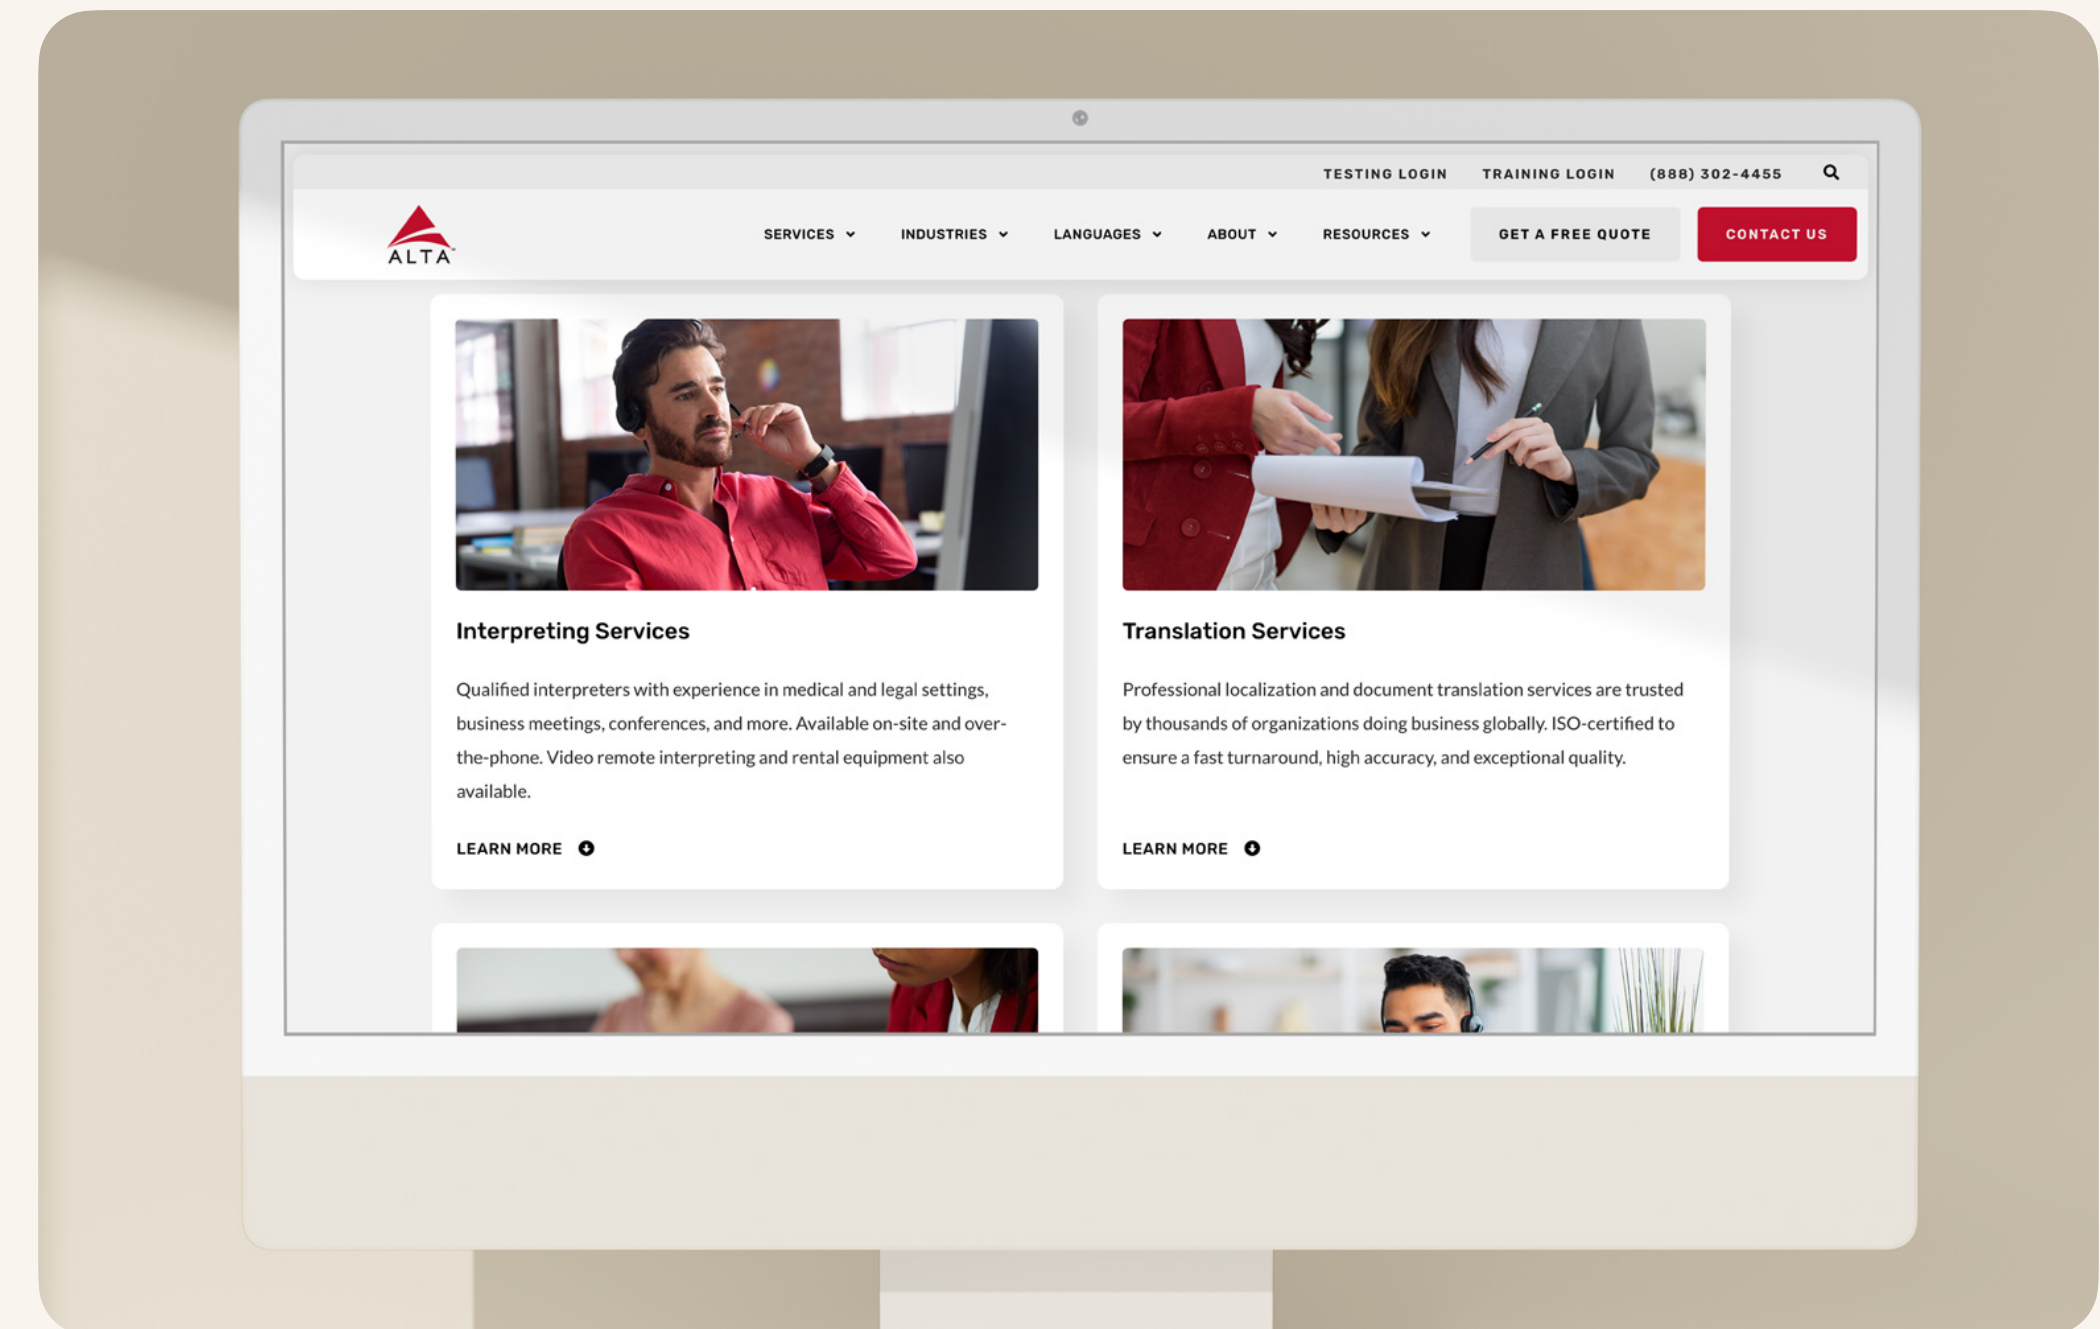 TESTING LOGIN TRAINING LOGIN (888) 302-4455
ALTA™
SERVICES INDUSTRIES LANGUAGES ABOUT RESOURCES GET A FREE QUOTE CONTACT US
Interpreting Services
Qualified interpreters with experience in medical and legal settings,
business meetings, conferences, and more. Available on-site and over-
the-phone. Video remote interpreting and rental equipment also
available.
LEARN MORE
Translation Services
Professional localization and document translation services are trusted
by thousands of organizations doing business globally. ISO-certified to
ensure a fast turnaround, high accuracy, and exceptional quality.
LEARN MORE